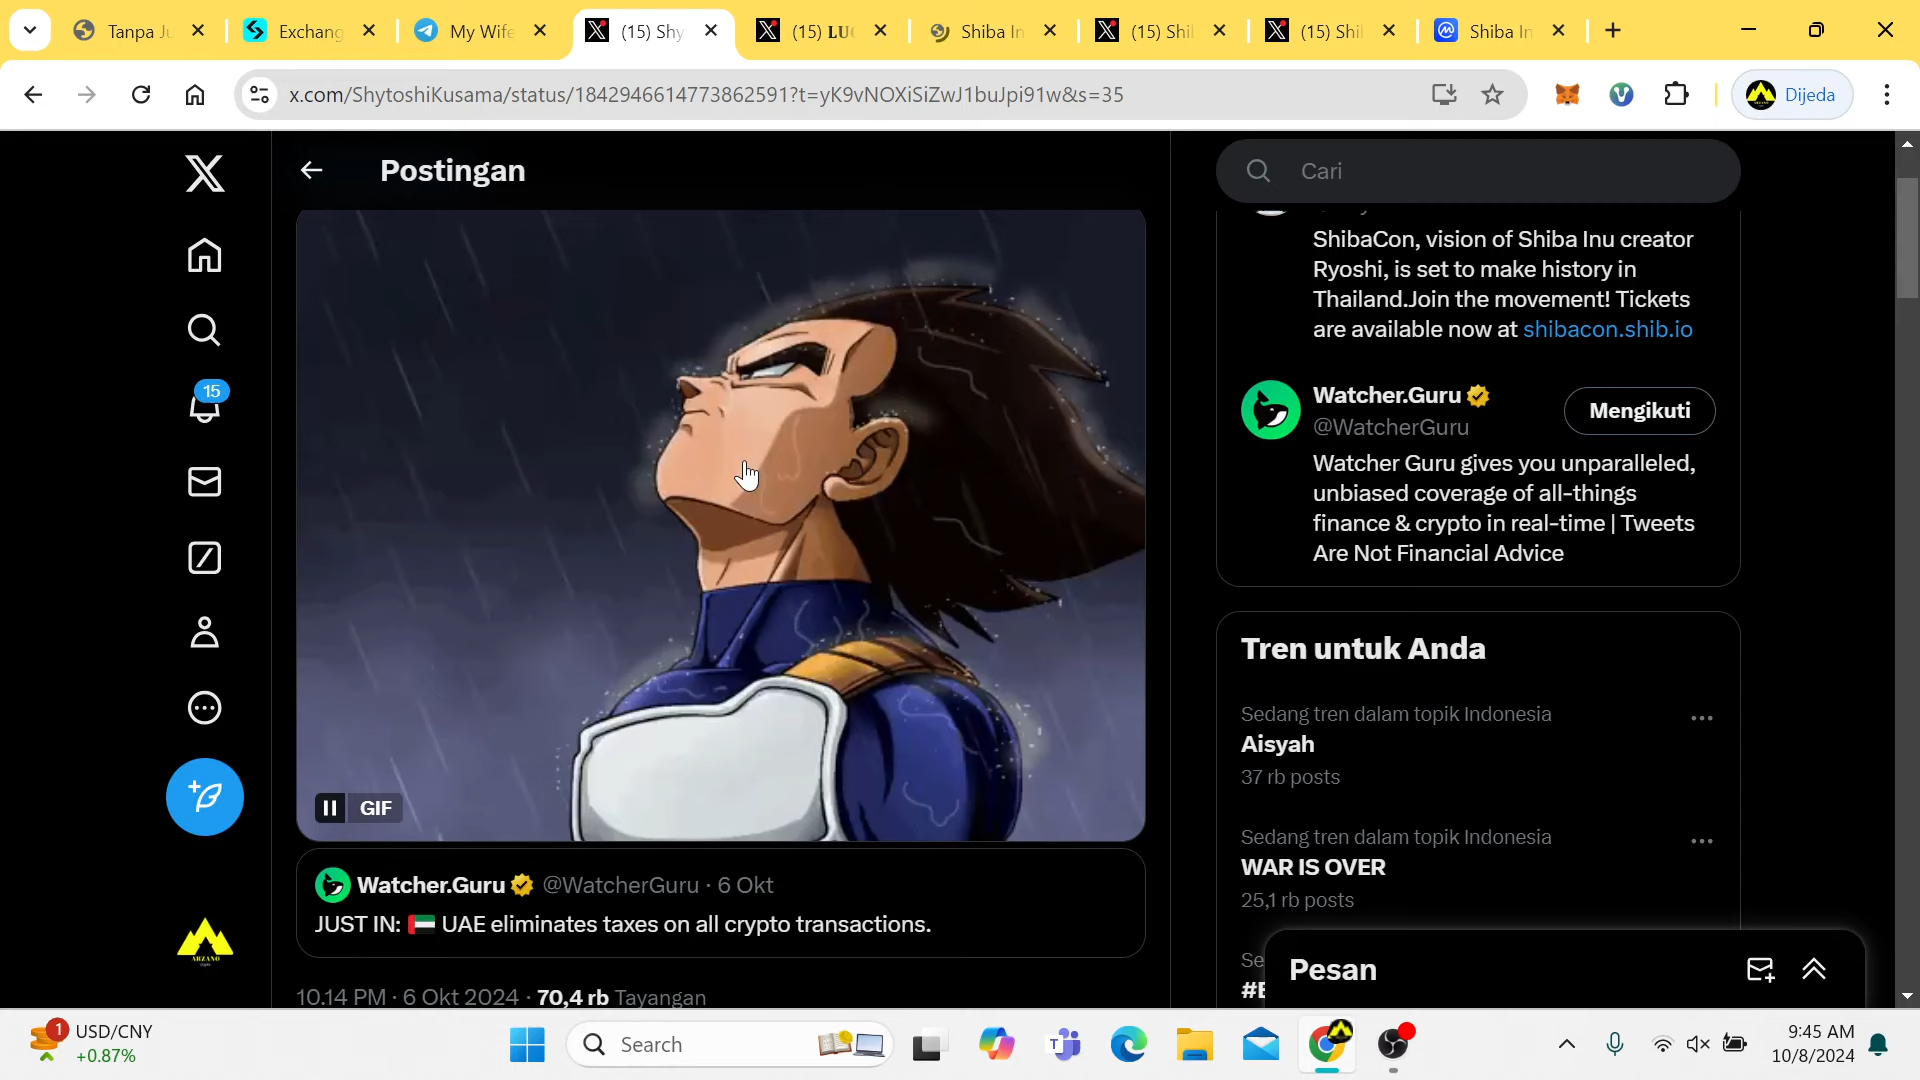 Tanpa Ju
Exchang
My Wife
(15) Shy
(15) LUC
Shiba In
(15) Shil
(15) Shil
Shiba In
x.com/ShytoshiKusama/status/1842946614773862591?t=yK9vNOXiSiZwJ1buJpi91w&s=35
Dijeda
Postingan
Cari
ShibaCon, vision of Shiba Inu creator
Ryoshi, is set to make history in
Thailand.Join the movement! Tickets
are available now at shibacon.shib.io
15
Watcher.Guru
@WatcherGuru
Mengikuti
Watcher Guru gives you unparalleled,
unbiased coverage of all-things
finance & crypto in real-time | Tweets
Are Not Financial Advice
Tren untuk Anda
Sedang tren dalam topik Indonesia
Aisyah
37 rb posts
Sedang tren dalam topik Indonesia
WAR IS OVER
25,1 rb posts
GIF
Watcher.Guru @WatcherGuru · 6 Okt
JUST IN: UAE eliminates taxes on all crypto transactions.
10.14 PM · 6 Okt 2024 · 70,4 rb Tayangan
ARZANO
Se
Pesan
1
USD/CNY
+0.87%
Search
9:45 AM
10/8/2024